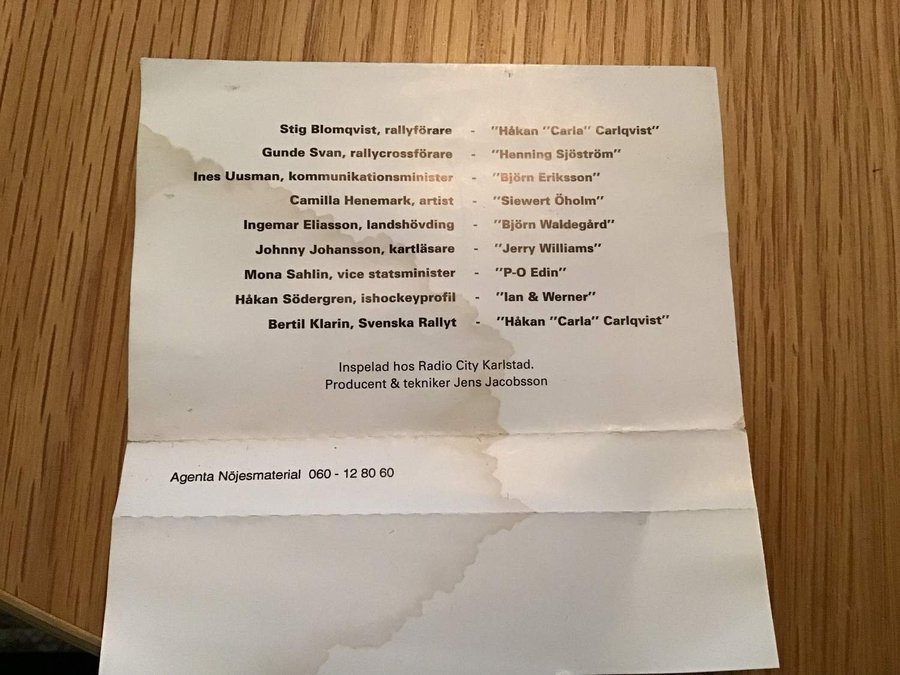 Stig Blomqvist, rallyförare - "Håkan "Carla" Carlqvist"
Gunde Svan, rallycrossförare - "Henning Sjöström"
Ines Uusman, kommunikationsminister - "Björn Eriksson"
Camilla Henemark, artist - "Siewert Öholm"
Ingemar Eliasson, landshövding - "Björn Waldegård"
Johnny Johansson, kartläsare - "Jerry Williams"
Mona Sahlin, vice statsminister - "P-O Edin"
Håkan Södergren, ishockeyprofil - "Ian & Werner"
Bertil Klarin, Svenska Rallyt - "Håkan "Carla" Carlqvist"
Inspelad hos Radio City Karlstad.
Producent & tekniker Jens Jacobsson
Agenta Nöjesmaterial 060 - 12 80 60